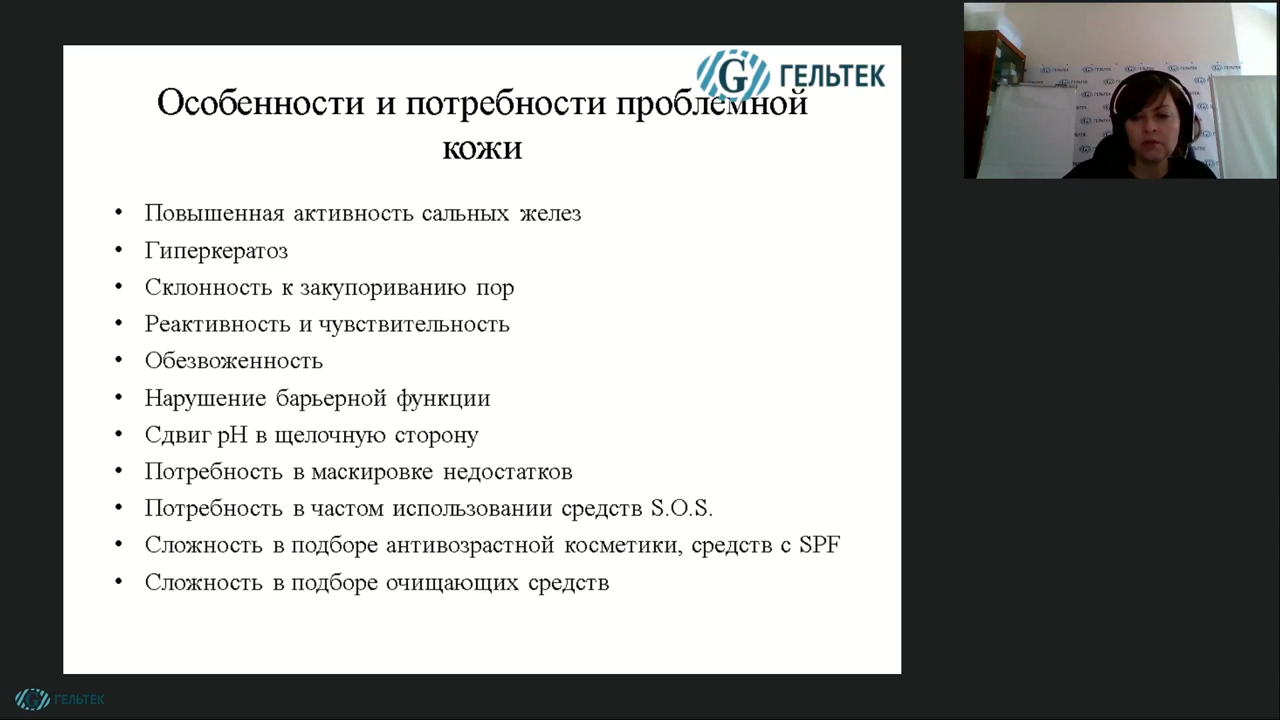 ГЕЛЬТЕК
Особенности и потребности проблемной
кожи
• Повышенная активность сальных желез
• Гиперкератоз
• Склонность к закупориванию пор
• Реактивность и чувствительность
• Обезвоженность
• Нарушение барьерной функции
• Сдвиг pH в щелочную сторону
• Потребность в маскировке недостатков
• Потребность в частом использовании средств S.O.S.
• Сложность в подборе антивозрастной косметики, средств с SPF
• Сложность в подборе очищающих средств
ГЕЛЬТЕК